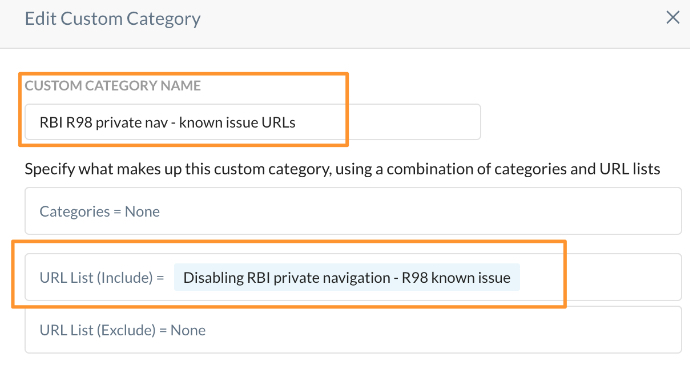 Edit Custom Category
CUSTOM CATEGORY NAME
RBI R98 private nav - known issue URLs
Specify what makes up this custom category, using a combination of categories and URL lists
Categories = None
URL List (Include) = Disabling RBI private navigation - R98 known issue
URL List (Exclude) = None